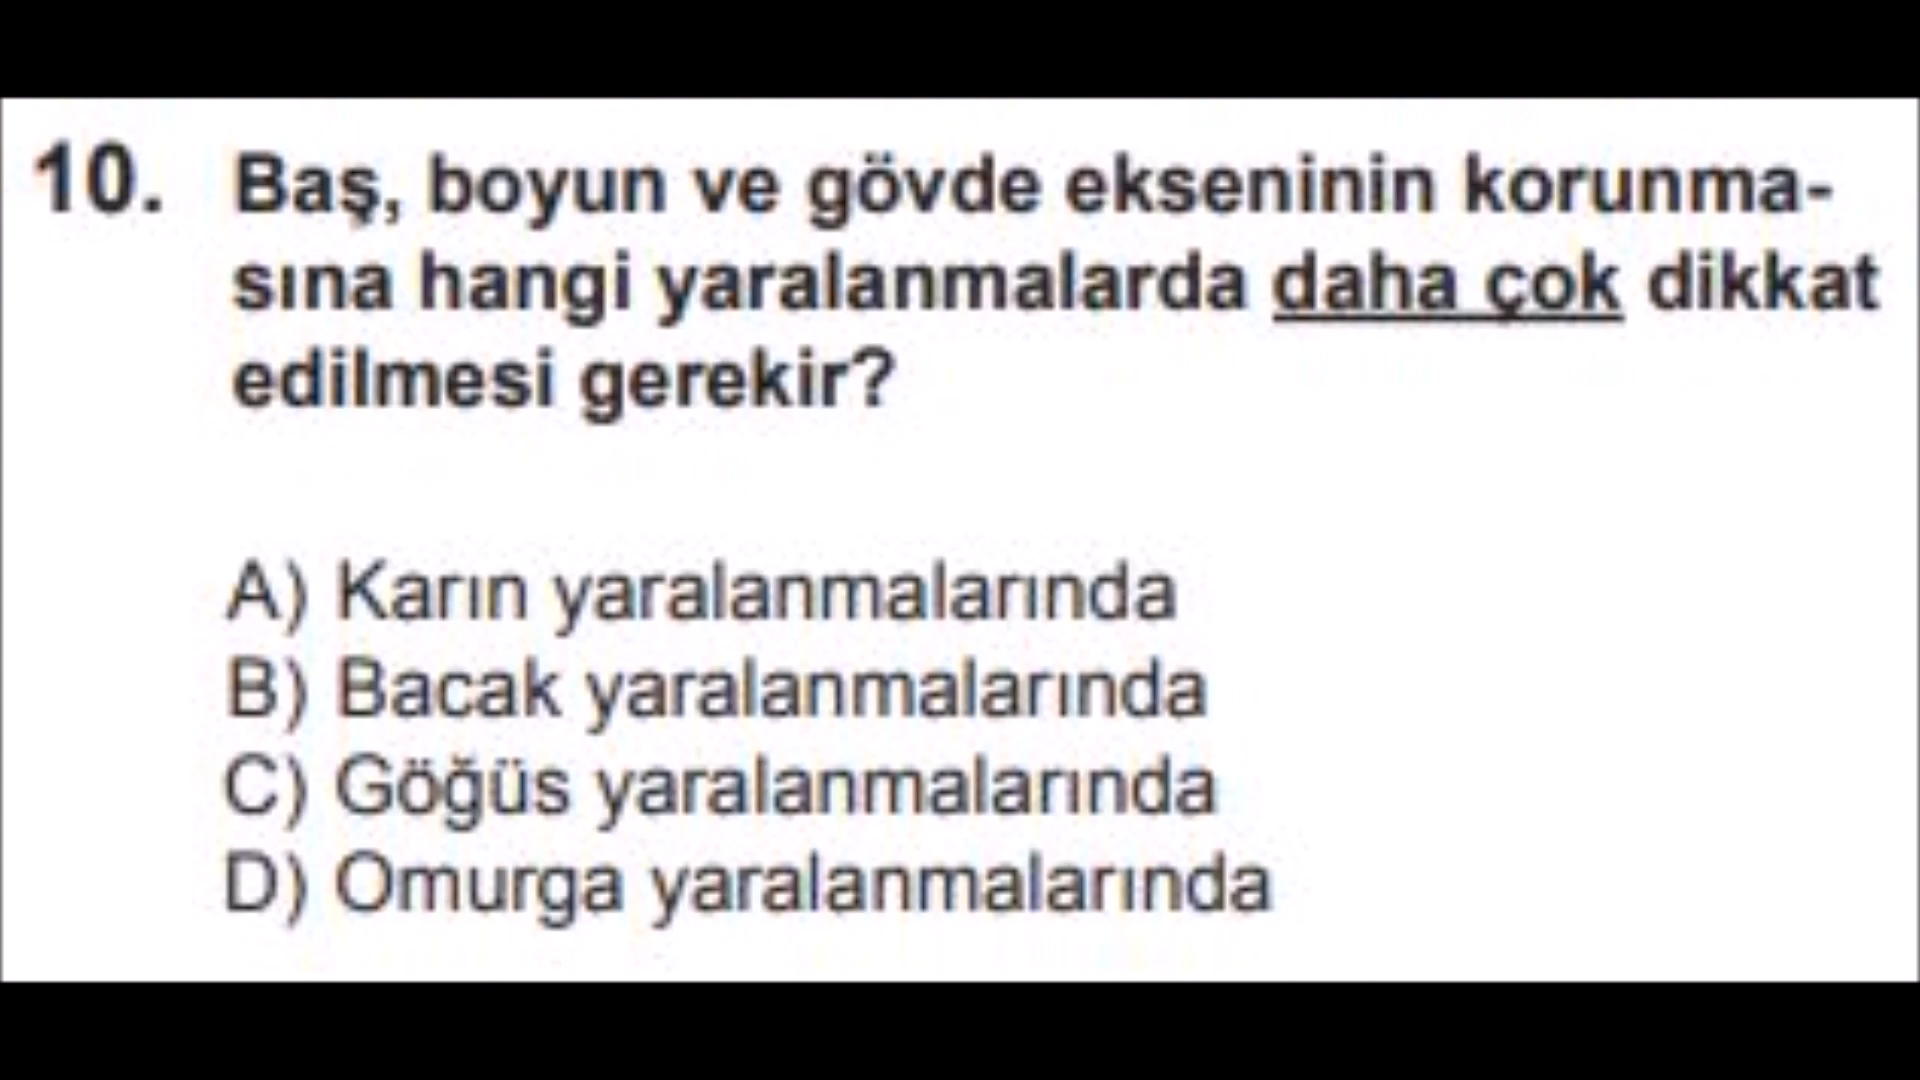 10. Baş, boyun ve gövde ekseninin korunma-
sına hangi yaralanmalarda daha çok dikkat
edilmesi gerekir?
A) Karın yaralanmalarında
B) Bacak yaralanmalarında
C) Göğüs yaralanmalarında
D) Omurga yaralanmalarında